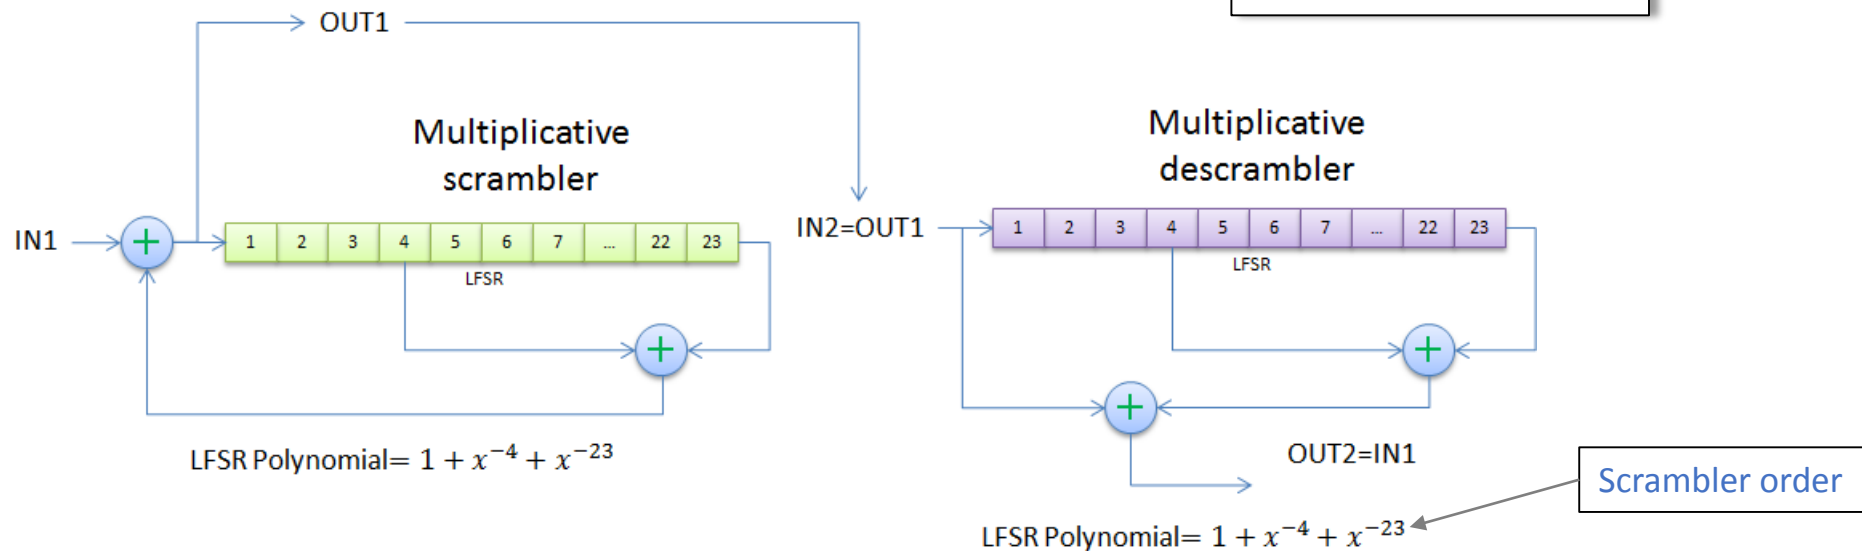 OUT1
Multiplicative
scrambler
IN1
+
1 2 3 4 5 6 7 ... 22 23
LFSR
+
LFSR Polynomial= 1 + x⁻⁴ + x⁻²³
Multiplicative
descrambler
IN2=OUT1
1 2 3 4 5 6 7 ... 22 23
LFSR
+
+
OUT2=IN1
LFSR Polynomial= 1 + x⁻⁴ + x⁻²³
Scrambler order